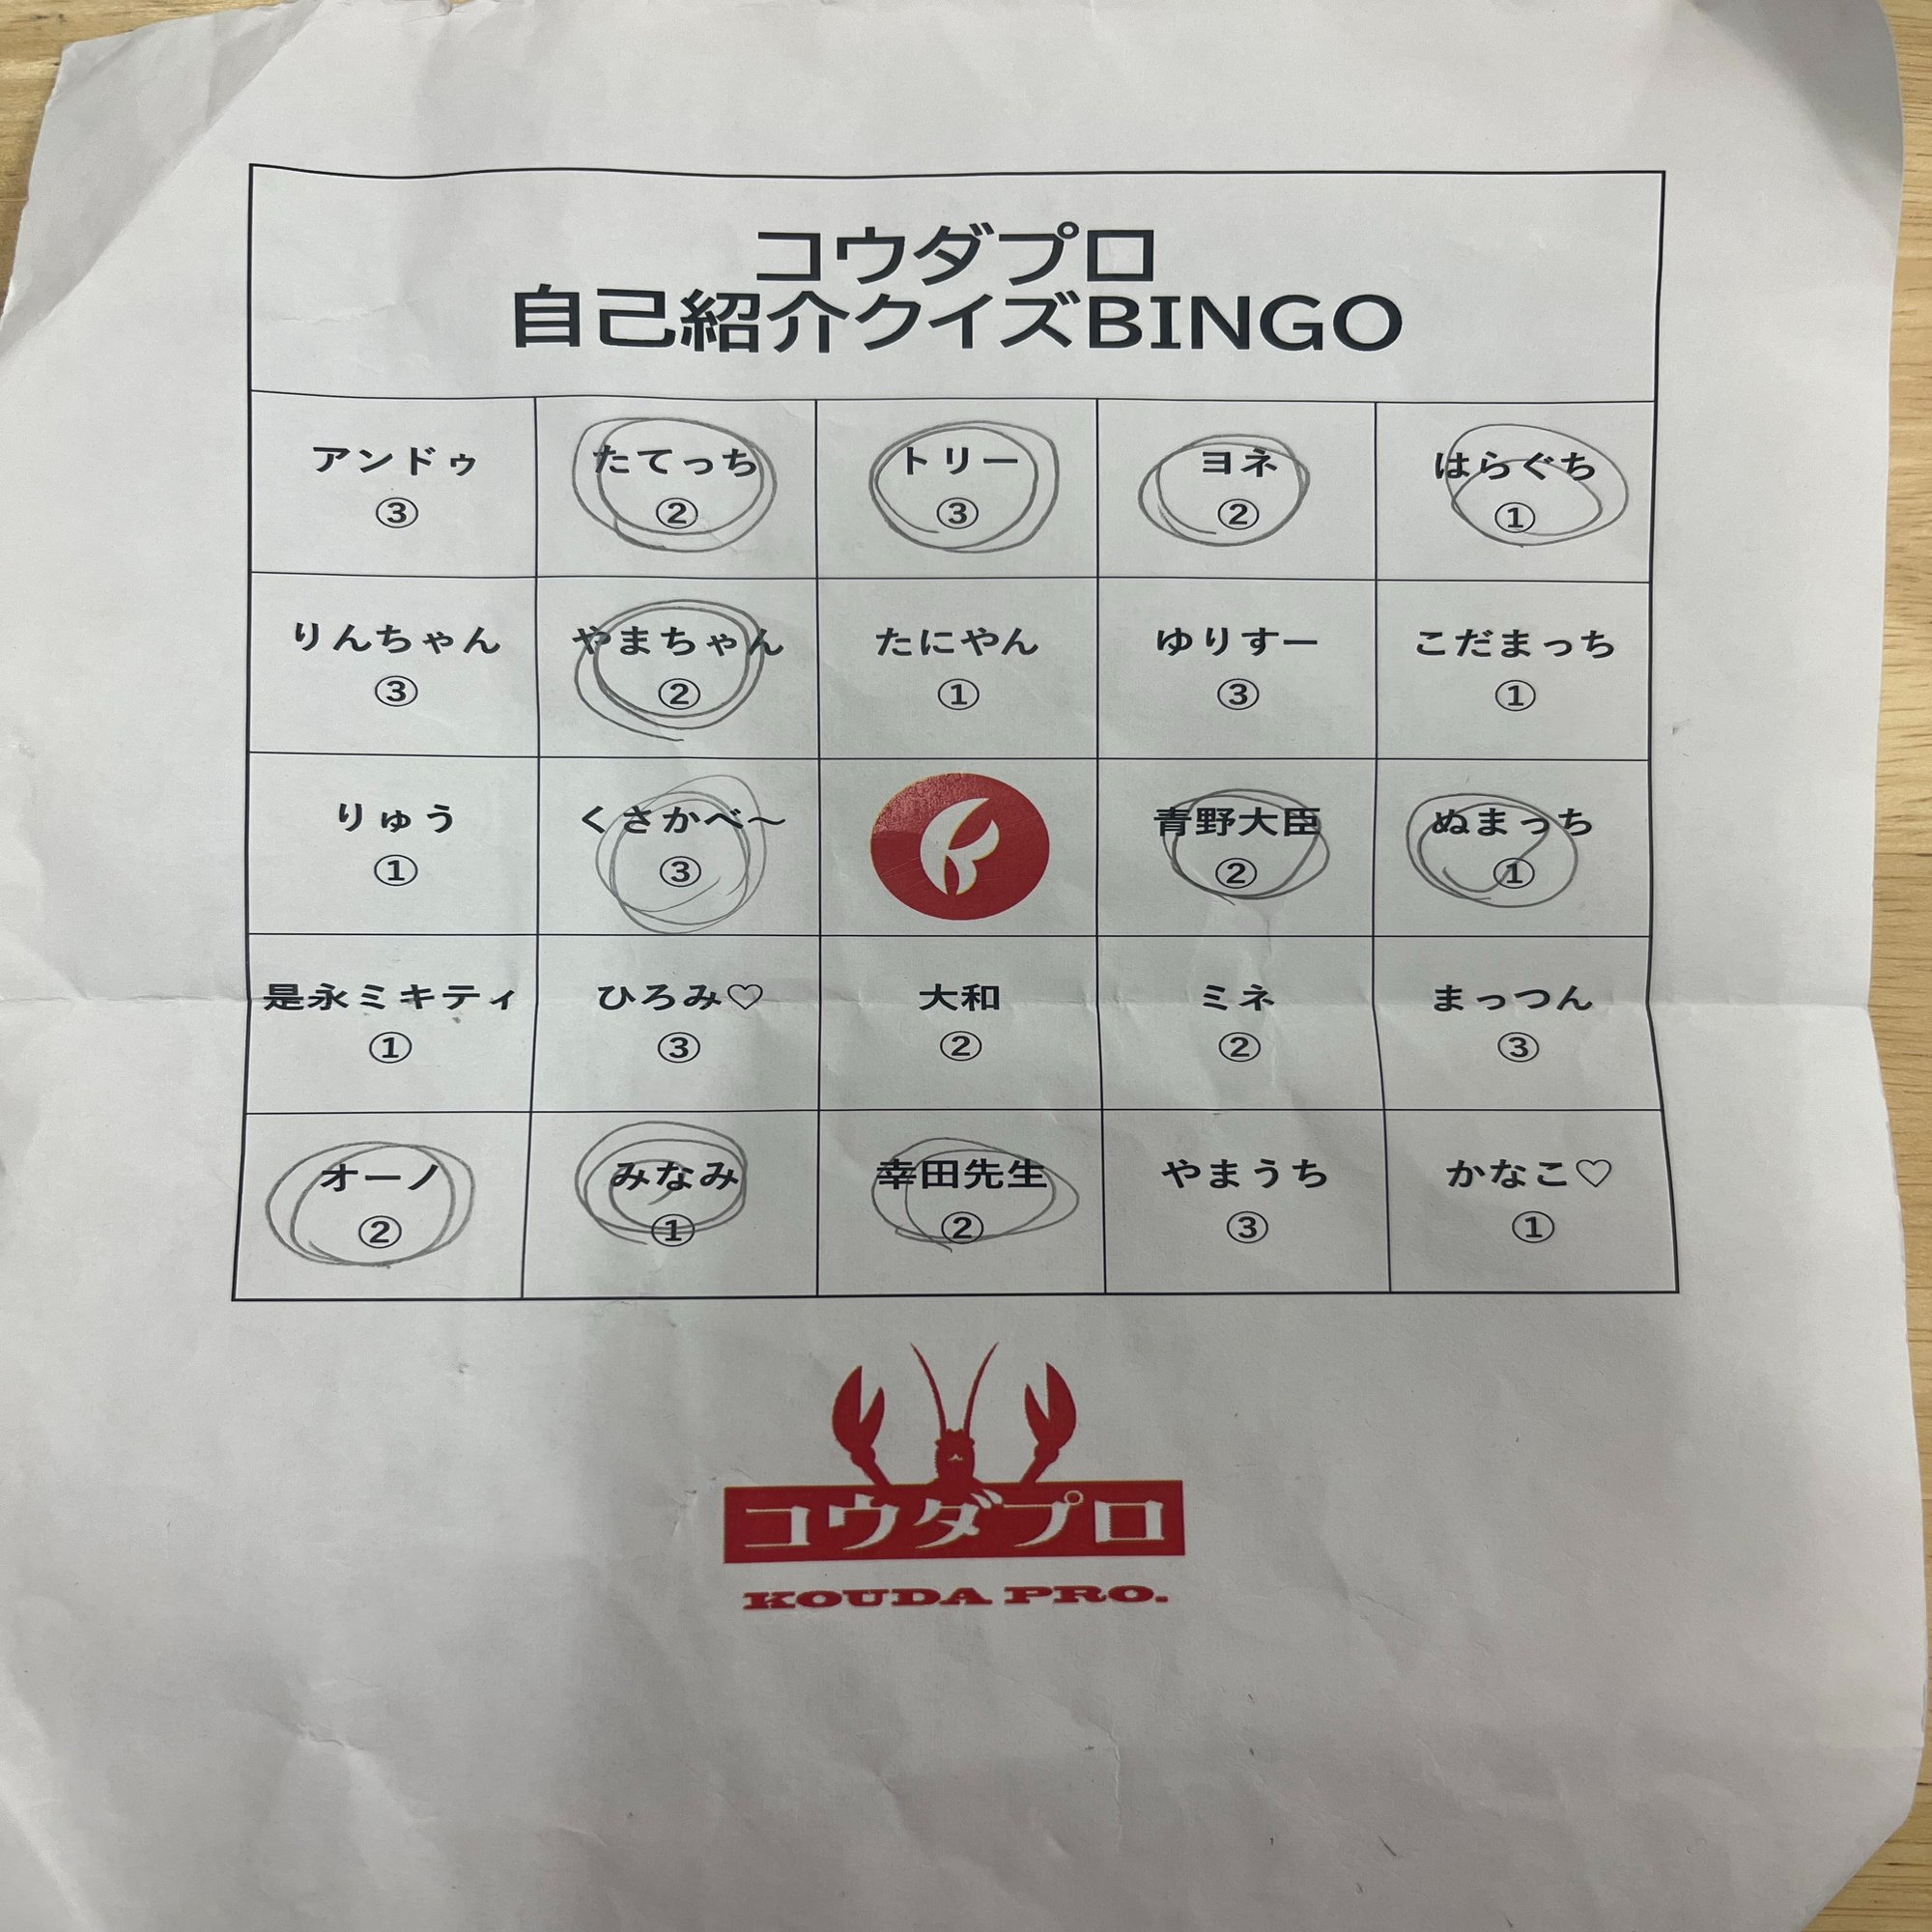 コウダプロ
自己紹介クイズBINGO
アンドゥ たてっち トリー ヨネ はらぐち
③ ② ③ ② ①
りんちゃん やまちゃん たにやん ゆりすー こだまっち
③ ② ① ③ ①
りゅう くさかべ～ 青野大臣 ぬまっち
① ③ ② ①
是永ミキティ ひろみ♡ 大和 ミネ まっつん
① ③ ② ② ③
オーノ みなみ 幸田先生 やまうち かなこ♡
② ① ② ③ ①
コウダプロ
KOUDA PRO.